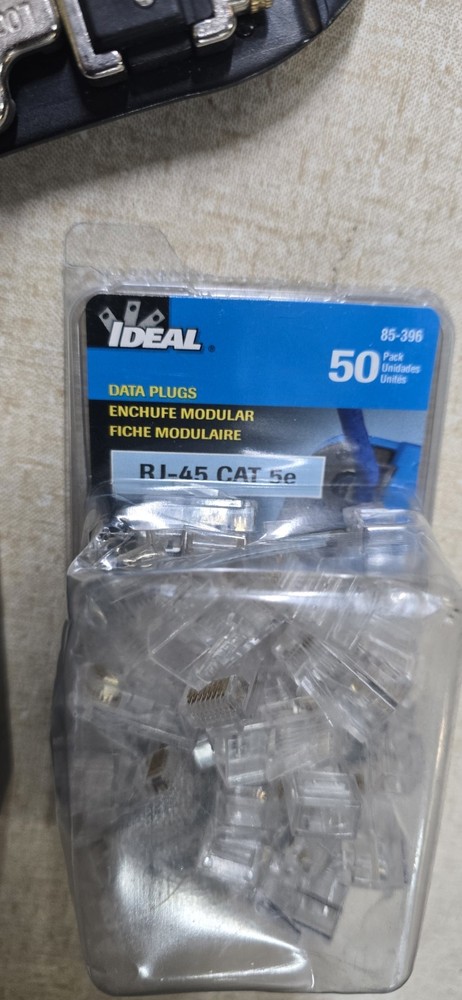 IDEAL®
85-396
50 Pack
Unidades
Unités
DATA PLUGS
ENCHUFE MODULAR
FICHE MODULAIRE
RJ-45 CAT 5e